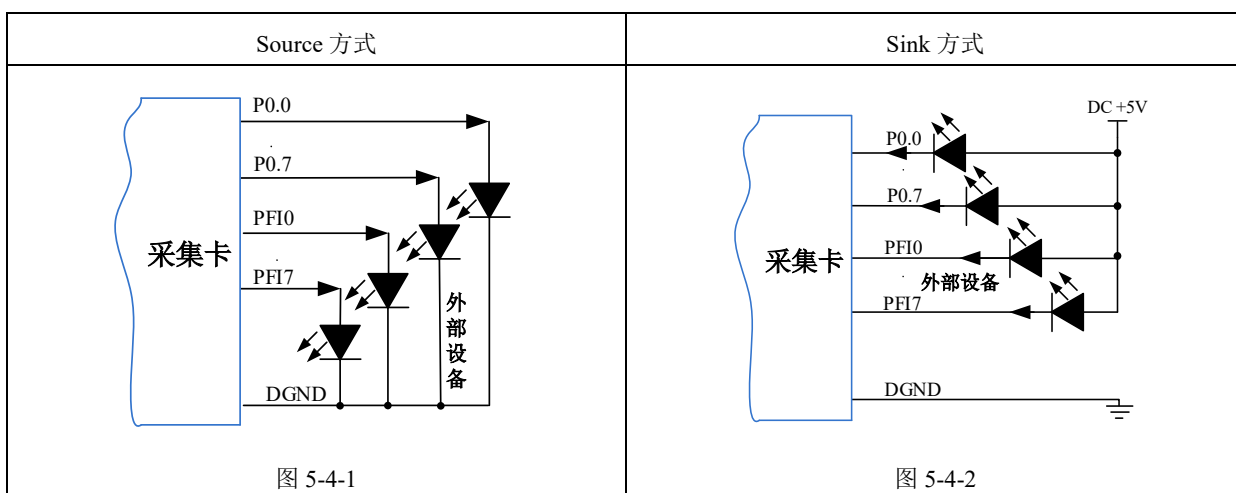 Source 方式
P0.0
P0.7
PFI0
采集卡
PFI7
外部设备
DGND
图 5-4-1
Sink 方式
DC +5V
P0.0
P0.7
PFI0
采集卡
外部设备
PFI7
DGND
图 5-4-2